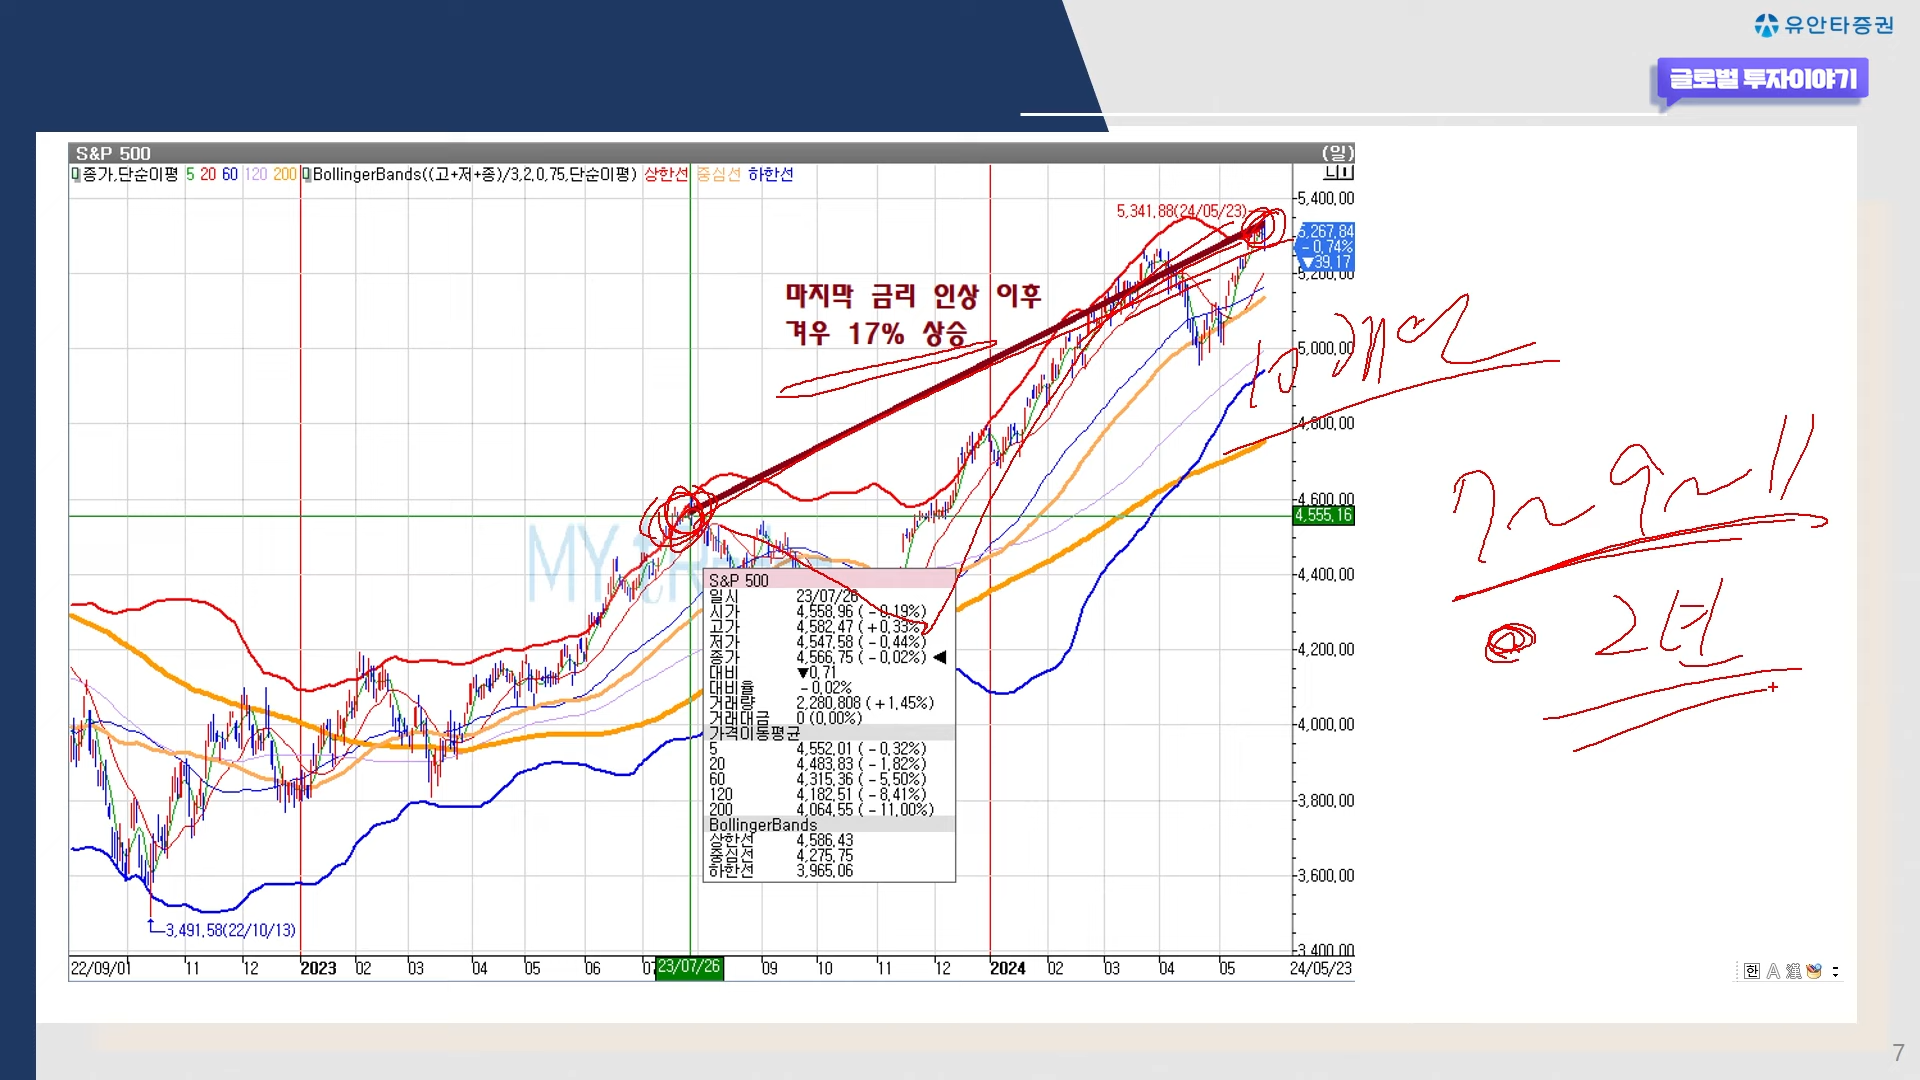 유안타증권
글로벌 투자이야기
S&P 500 (일)
종가,단순이평 5 20 60 120 200 BollingerBands((고+저+종)/3,2,0,75,단순이평) 상한선 중심선 하한선
5,400,00
5,341,88(24/05/23)
5,267,84
-0,74%
▼39,17
5,200,00
마지막 금리 인상 이후
겨우 17% 상승
5,000,00
10개월
4,800,00
4,600,00
4,555,16
2년
MY
4,400,00
S&P 500
일시 23/07/26
시가 4,558,96 ( -0,19%)
고가 4,582,47 ( +0,33%)
저가 4,547,58 ( -0,44%)
종가 4,566,75 ( -0,02%) ◀
대비 ▼0,71
대비율 -0,02%
거래량 2,280,808 ( +1,45%)
거래대금 0 (0,00%)
가격이동평균
5 4,552,01 ( -0,32%)
20 4,483,83 ( -1,82%)
60 4,315,36 ( -5,50%)
120 4,182,51 ( -8,41%)
200 4,064,55 ( -11,00%)
BollingerBands
상한선 4,586,43
중심선 4,275,75
하한선 3,965,06
4,200,00
4,000,00
3,800,00
3,600,00
3,491,58(22/10/13)
3,400,00
22/09/01 11 12 2023 02 03 04 05 06 07 23/07/26 09 10 11 12 2024 02 03 04 05 24/05/23
한 A 漢
7